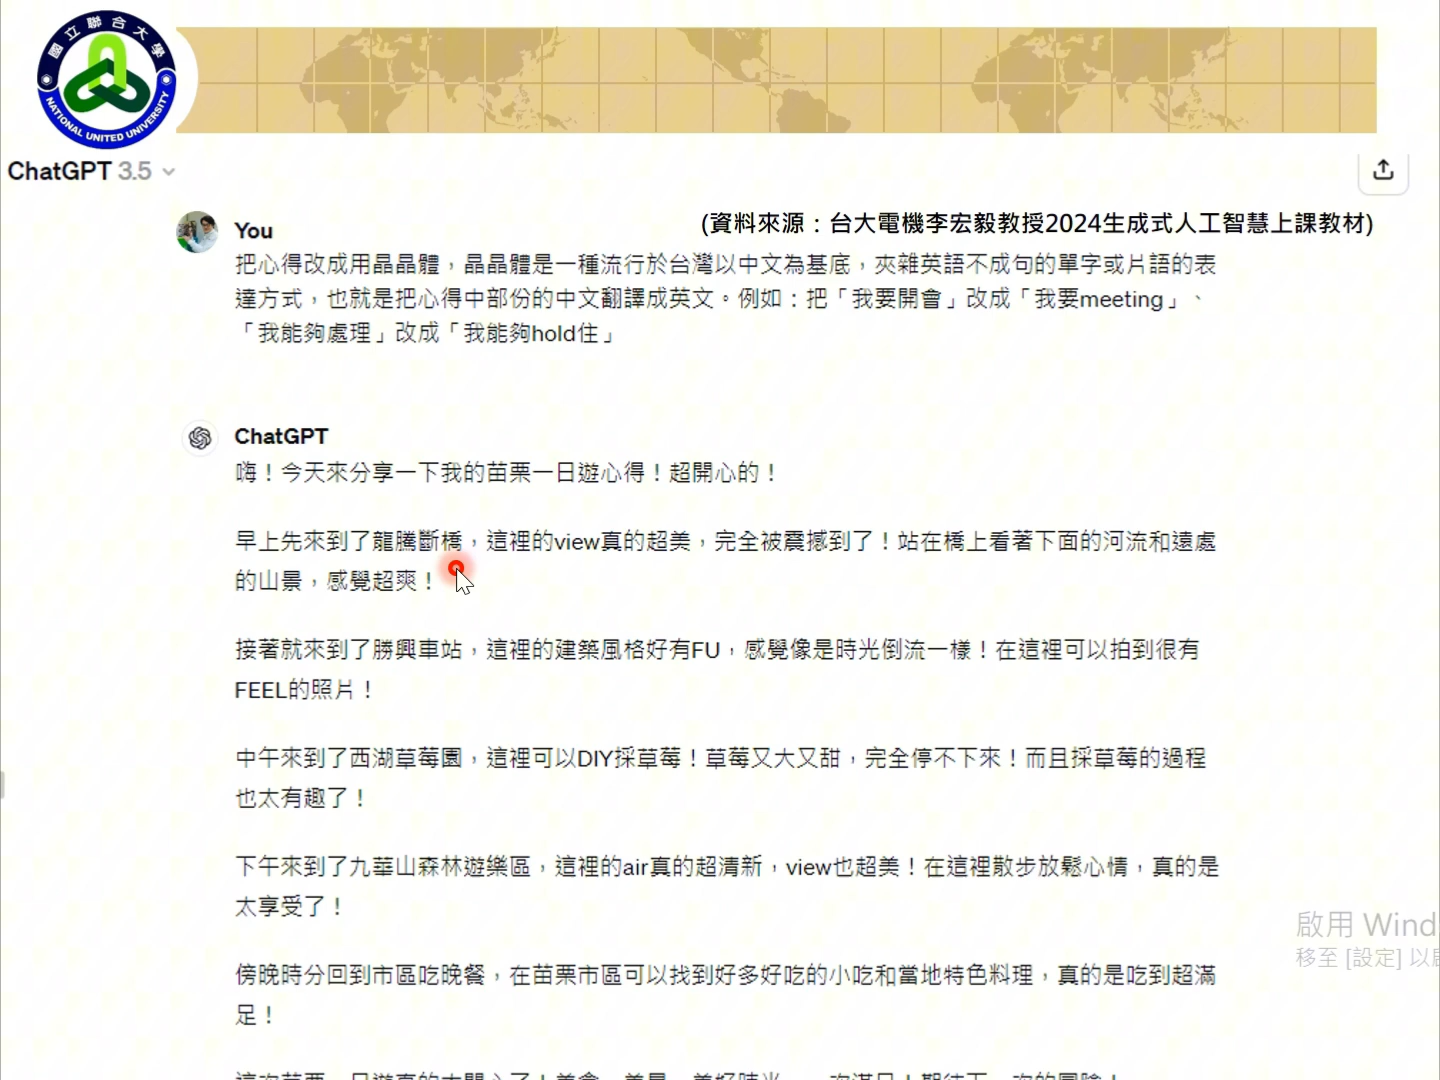 國立聯合大學
NATIONAL UNITED UNIVERSITY
ChatGPT 3.5
(資料來源：台大電機李宏毅教授2024生成式人工智慧上課教材)
You
把心得改成用晶晶體，晶晶體是一種流行於台灣以中文為基底，夾雜英語不成句的單字或片語的表
達方式，也就是把心得中部份的中文翻譯成英文。例如：把「我要開會」改成「我要meeting」、
「我能夠處理」改成「我能夠hold住」
ChatGPT
嗨！今天來分享一下我的苗栗一日遊心得！超開心的！
早上先來到了龍騰斷橋，這裡的view真的超美，完全被震撼到了！站在橋上看著下面的河流和遠處
的山景，感覺超爽！
接著就來到了勝興車站，這裡的建築風格好有FU，感覺像是時光倒流一樣！在這裡可以拍到很有
FEEL的照片！
中午來到了西湖草莓園，這裡可以DIY採草莓！草莓又大又甜，完全停不下來！而且採草莓的過程
也太有趣了！
下午來到了九華山森林遊樂區，這裡的air真的超清新，view也超美！在這裡散步放鬆心情，真的是
太享受了！
啟用 Wind
移至 [設定] 以啟
傍晚時分回到市區吃晚餐，在苗栗市區可以找到好多好吃的小吃和當地特色料理，真的是吃到超滿
足！